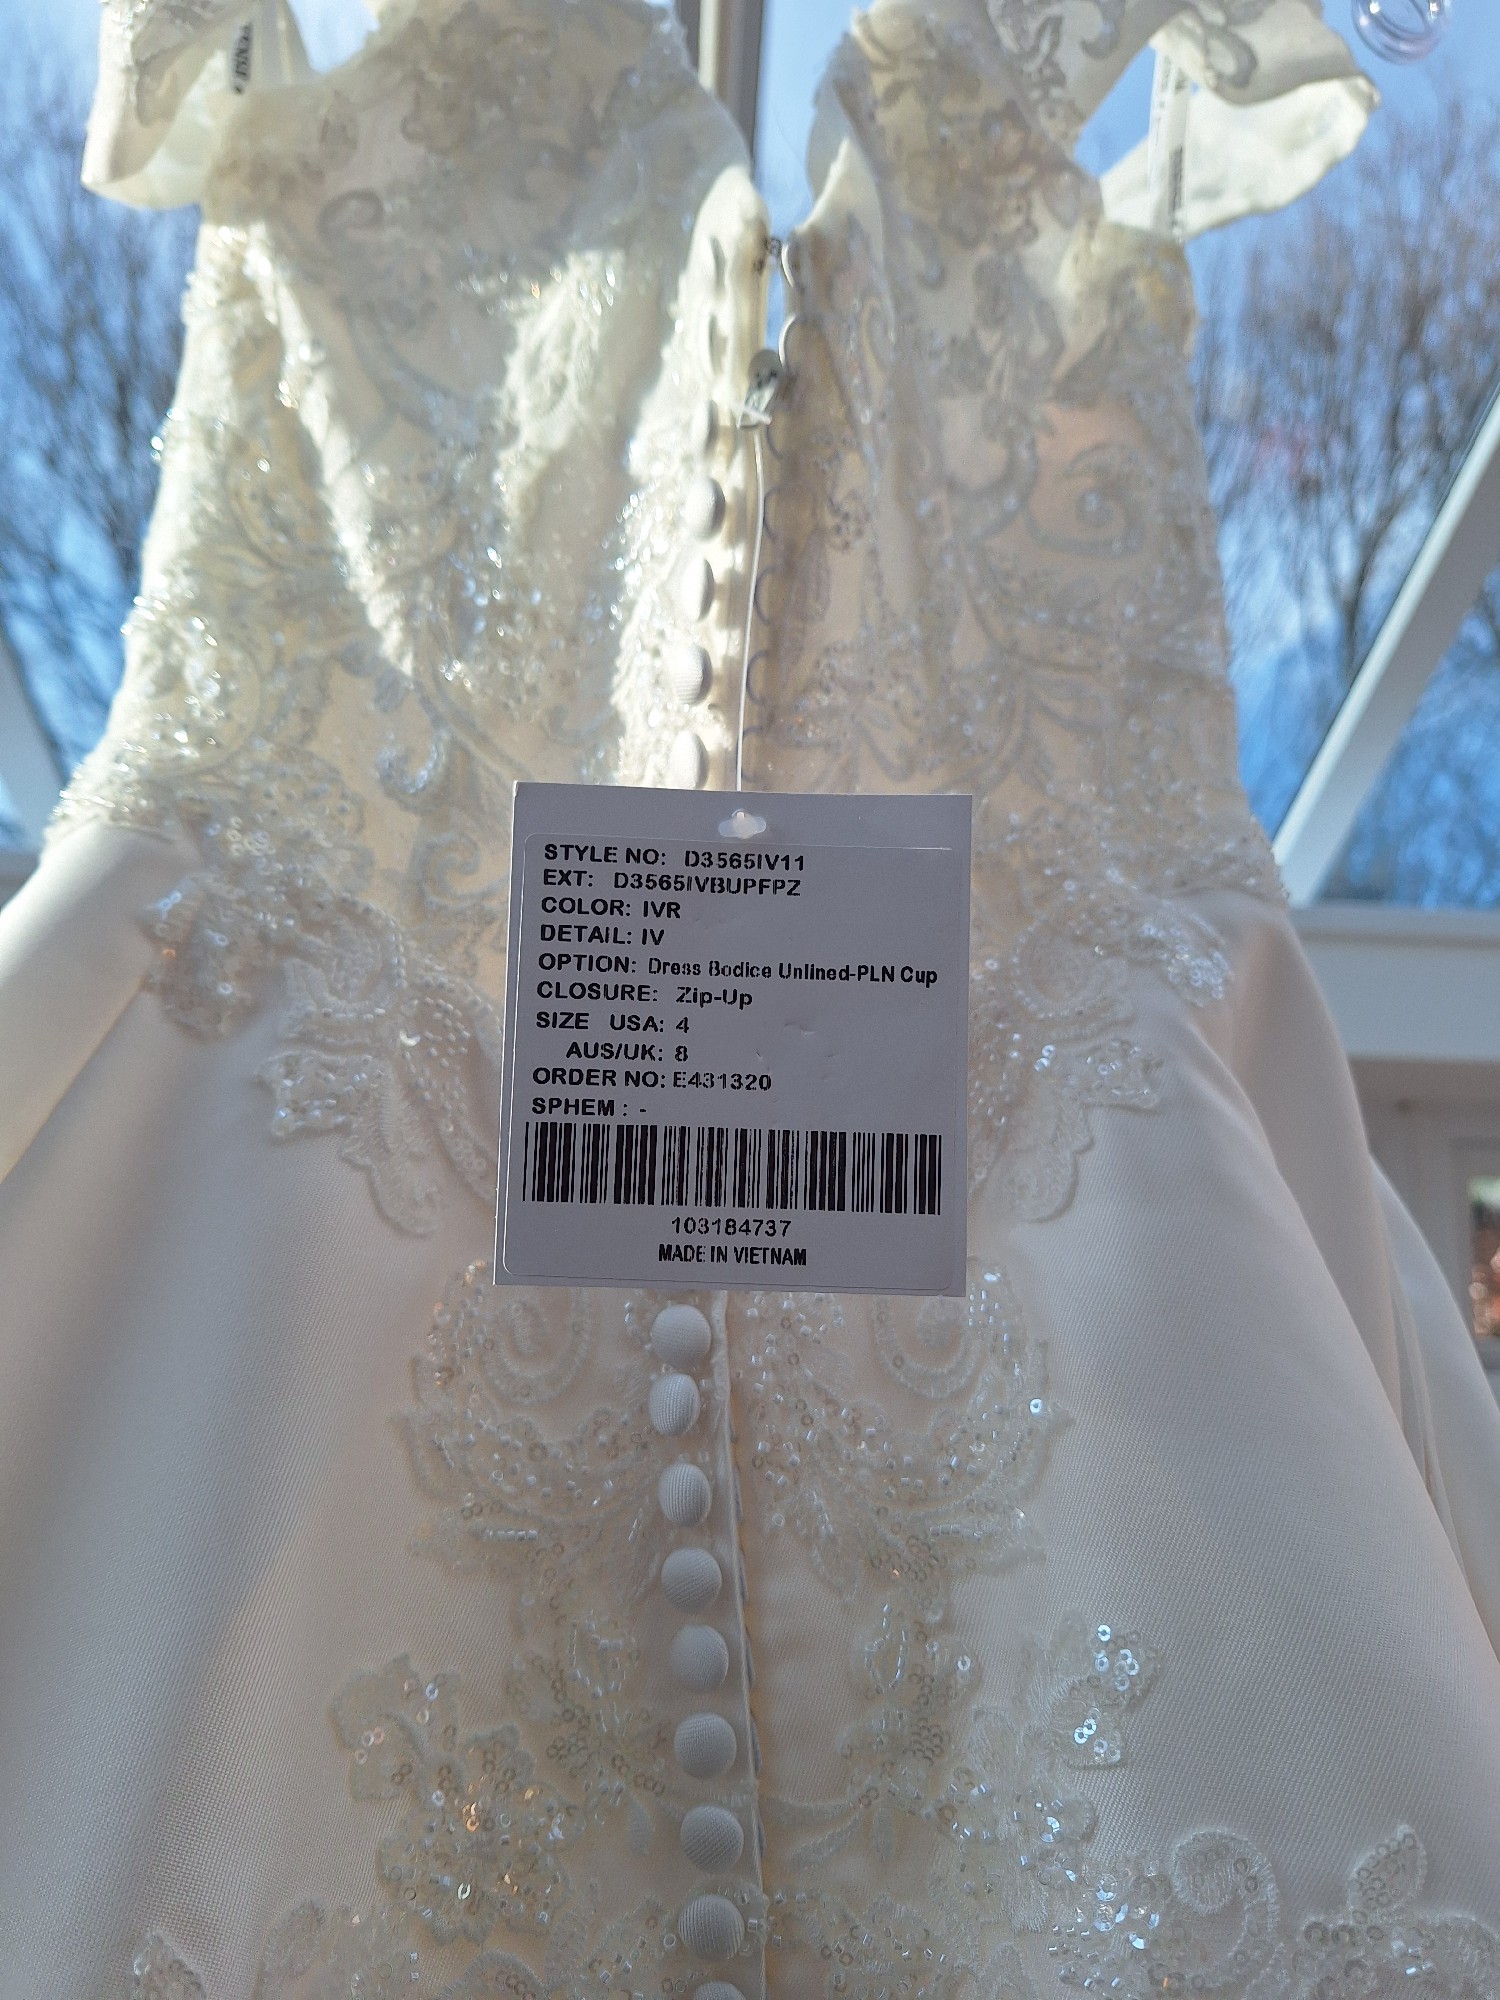 STYLE NO: D3565IV11
EXT: D3565IVBUPFPZ
COLOR: IVR
DETAIL: IV
OPTION: Dress Bodice Unlined-PLN Cup
CLOSURE: Zip-Up
SIZE USA: 4
AUS/UK: 8
ORDER NO: E431320
SPHEM : -
103184737
MADE IN VIETNAM